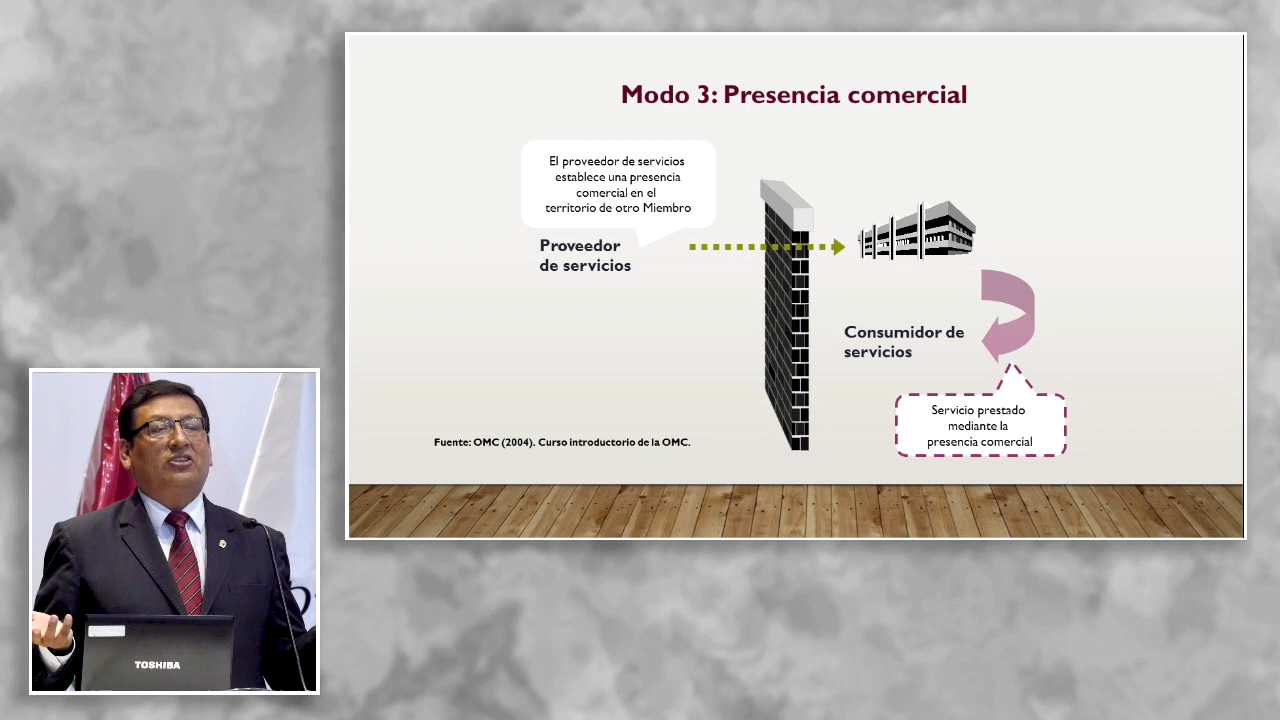 Modo 3: Presencia comercial
El proveedor de servicios
establece una presencia
comercial en el
territorio de otro Miembro
Proveedor
de servicios
Consumidor de
servicios
Servicio prestado
mediante la
presencia comercial
Fuente: OMC (2004). Curso introductorio de la OMC.
TOSHIBA